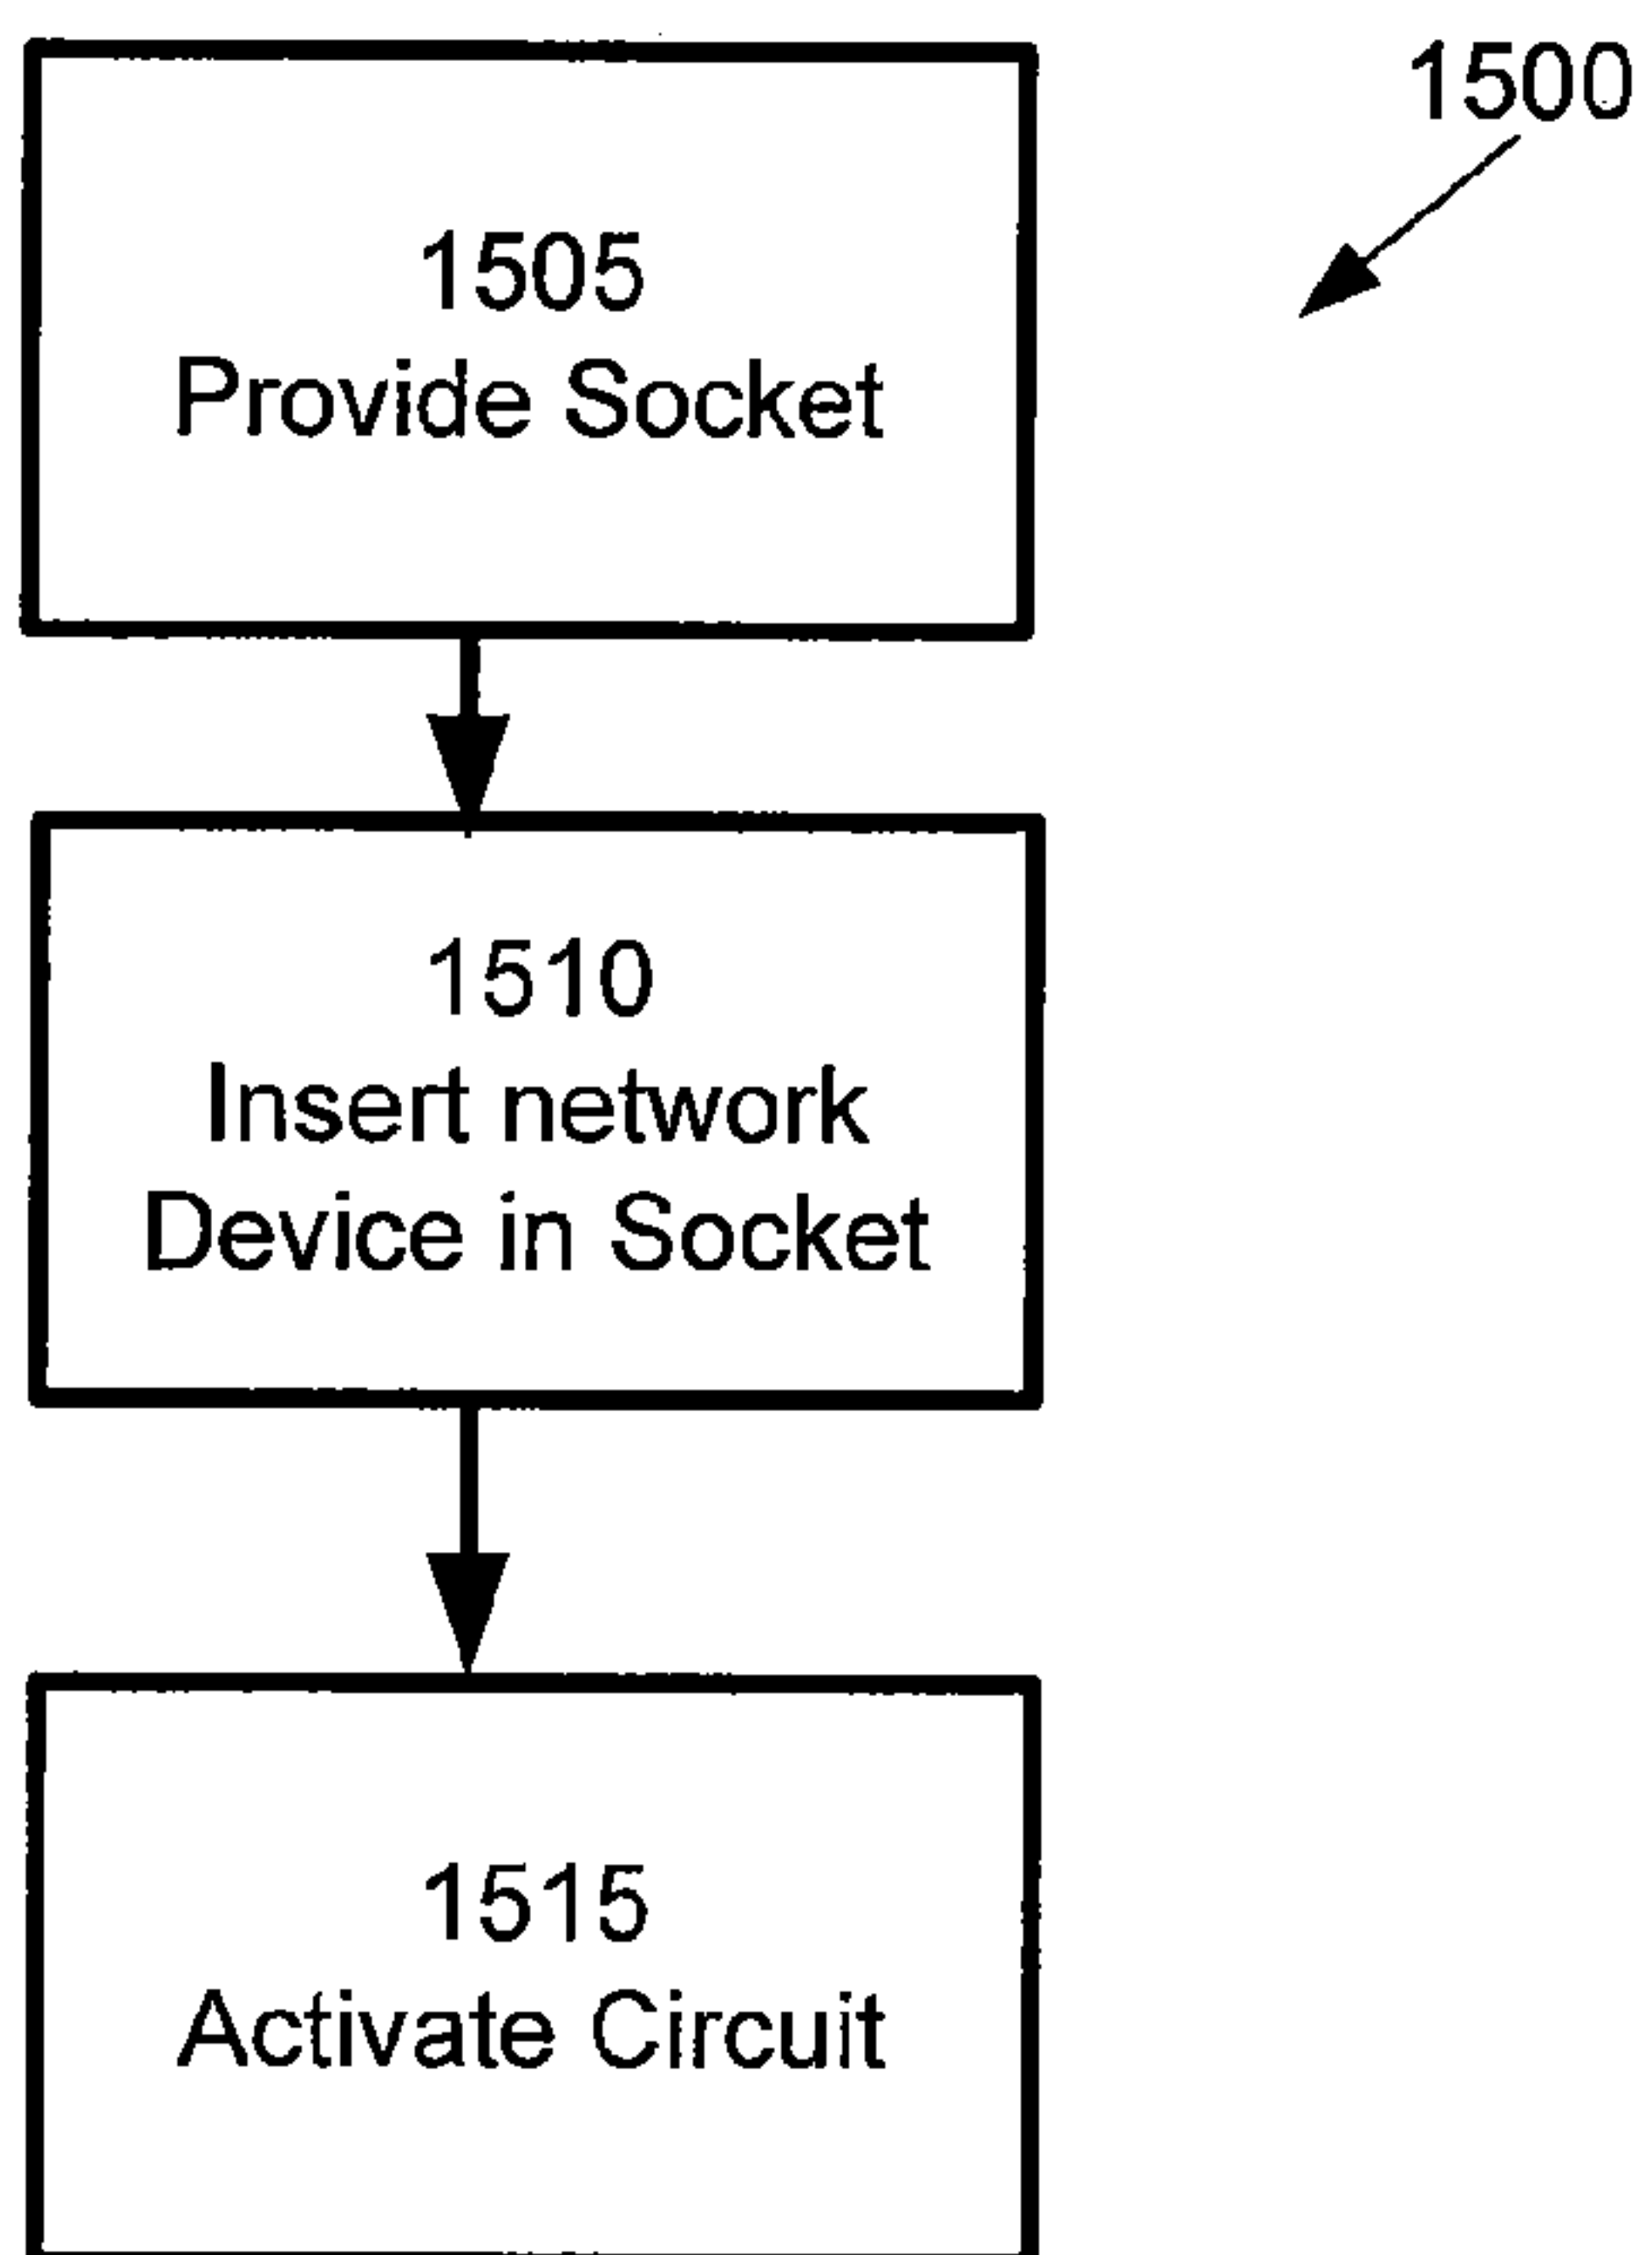 1500
1505
Provide Socket
1510
Insert network
Device in Socket
1515
Activate Circuit